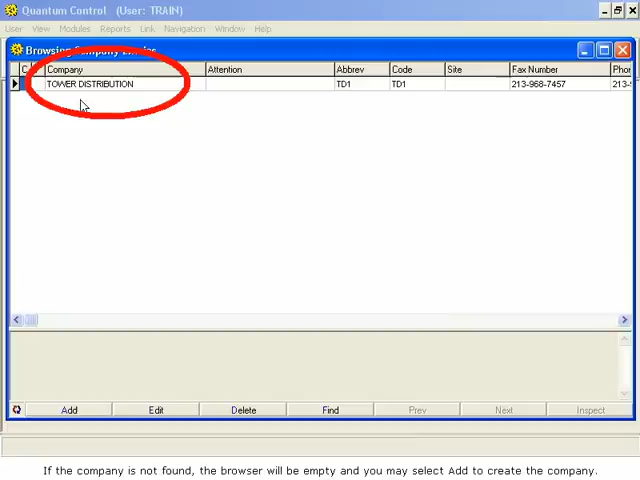 Quantum Control (User: TRAIN)
User View Modules Reports Link Navigation Window Help
Browsing Company
C Company Attention Abbrev Code Site Fax Number Phor
TOWER DISTRIBUTION TD1 TD1 213-968-7457 213-
Add Edit Delete Find Prev Next Inspect
If the company is not found, the browser will be empty and you may select Add to create the company.